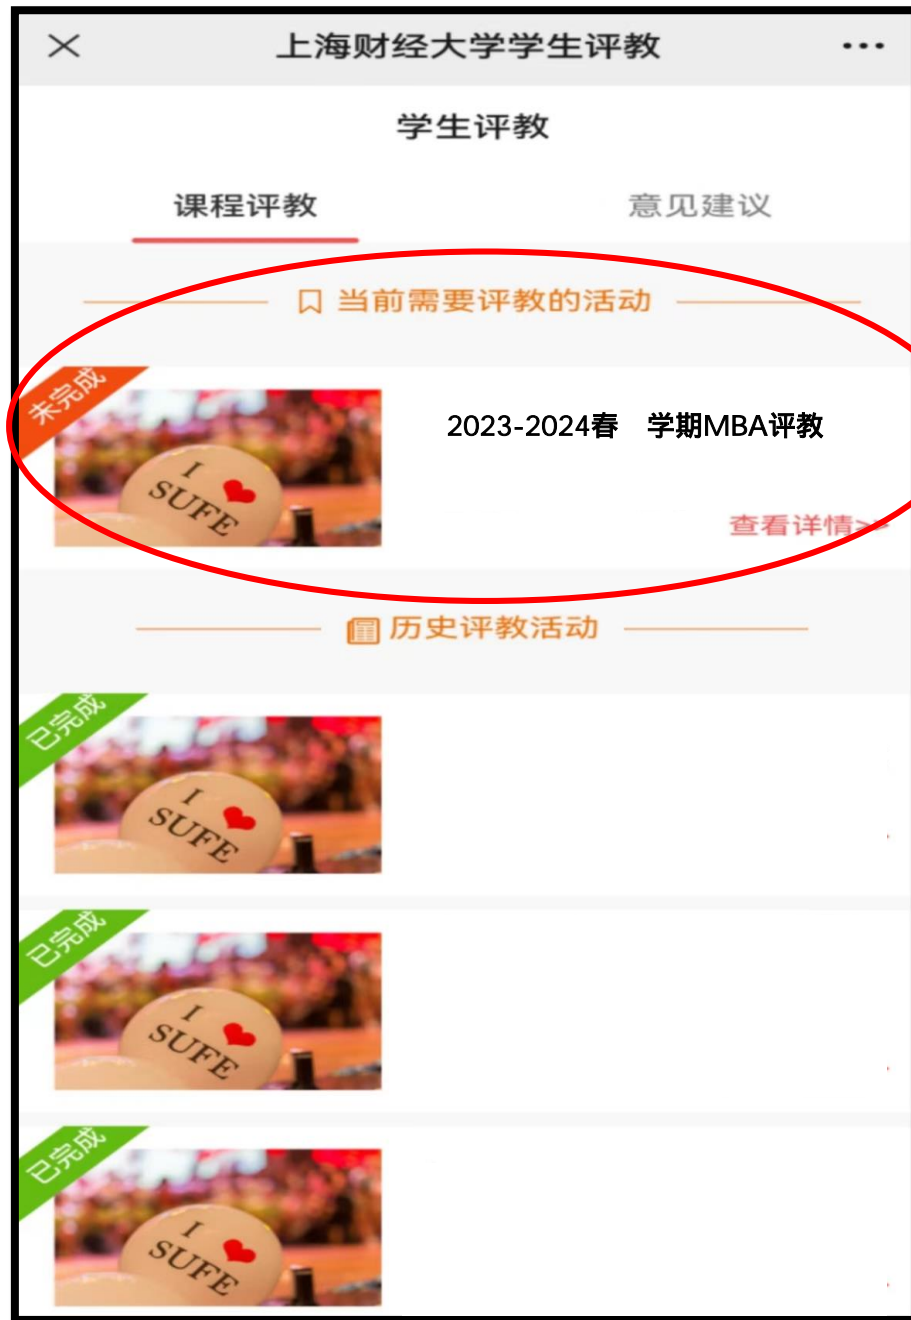 上海财经大学学生评教
学生评教
课程评教 意见建议
当前需要评教的活动
未完成
2023-2024春 学期MBA评教
I
SUFE
查看详情>>
历史评教活动
已完成
I
SUFE
已完成
I
SUFE
已完成
I
SUFE